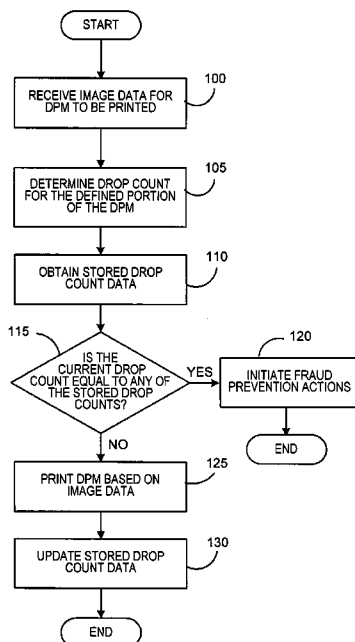 START
100
RECEIVE IMAGE DATA FOR
DPM TO BE PRINTED
105
DETERMINE DROP COUNT
FOR THE DEFINED PORTION
OF THE DPM
110
OBTAIN STORED DROP
COUNT DATA
115
IS THE
CURRENT DROP
COUNT EQUAL TO ANY OF
THE STORED DROP
COUNTS?
YES
120
INITIATE FRAUD
PREVENTION ACTIONS
END
NO
125
PRINT DPM BASED ON
IMAGE DATA
130
UPDATE STORED DROP
COUNT DATA
END